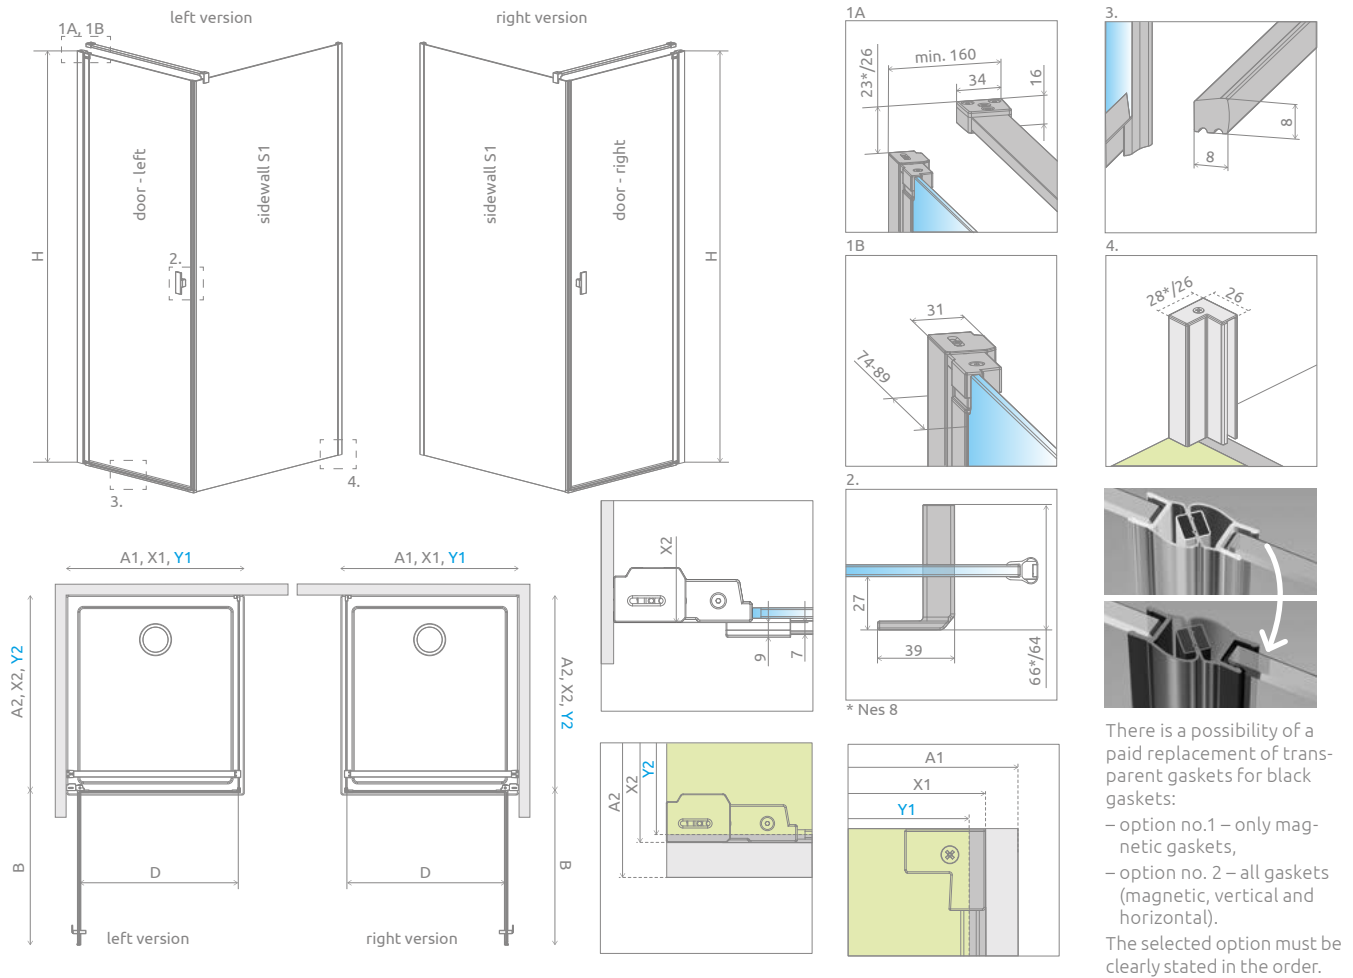 left version
right version
1A, 1B
door - left
sidewall S1
H
2.
3.
4.
sidewall S1
door - right
H
1A
min. 160
34
16
23*/26
3.
8
8
1B
31
74-89
4.
28*/26
26
X2
9
7
2.
27
39
66*/64
* Nes 8
A1, X1, Y1
A2, X2, Y2
B
D
left version
A1, X1, Y1
A2, X2, Y2
B
D
right version
A2
X2
Y2
A1
X1
Y1
There is a possibility of a
paid replacement of trans-
parent gaskets for black
gaskets:
– option no.1 – only mag-
netic gaskets,
– option no. 2 – all gaskets
(magnetic, vertical and
horizontal).
The selected option must be
clearly stated in the order.